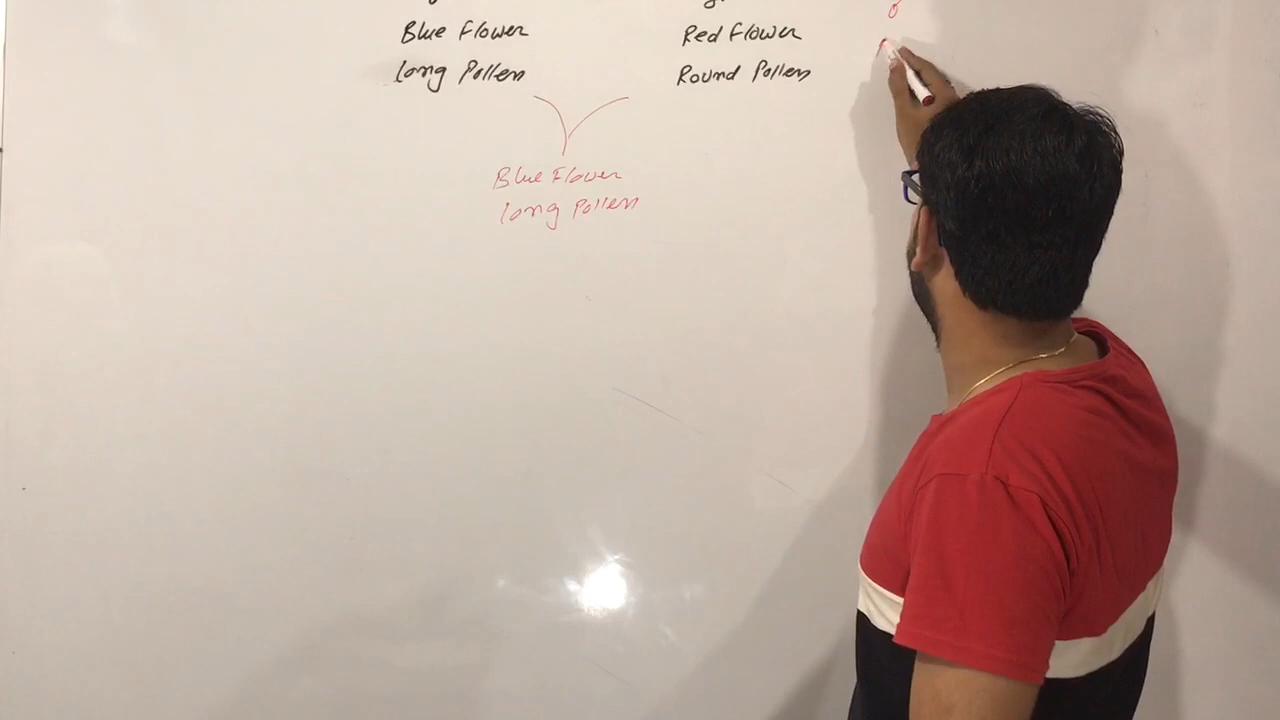 Blue Flower
Red Flower
Long Pollen
Round Pollen
Blue Flower
Long Pollen